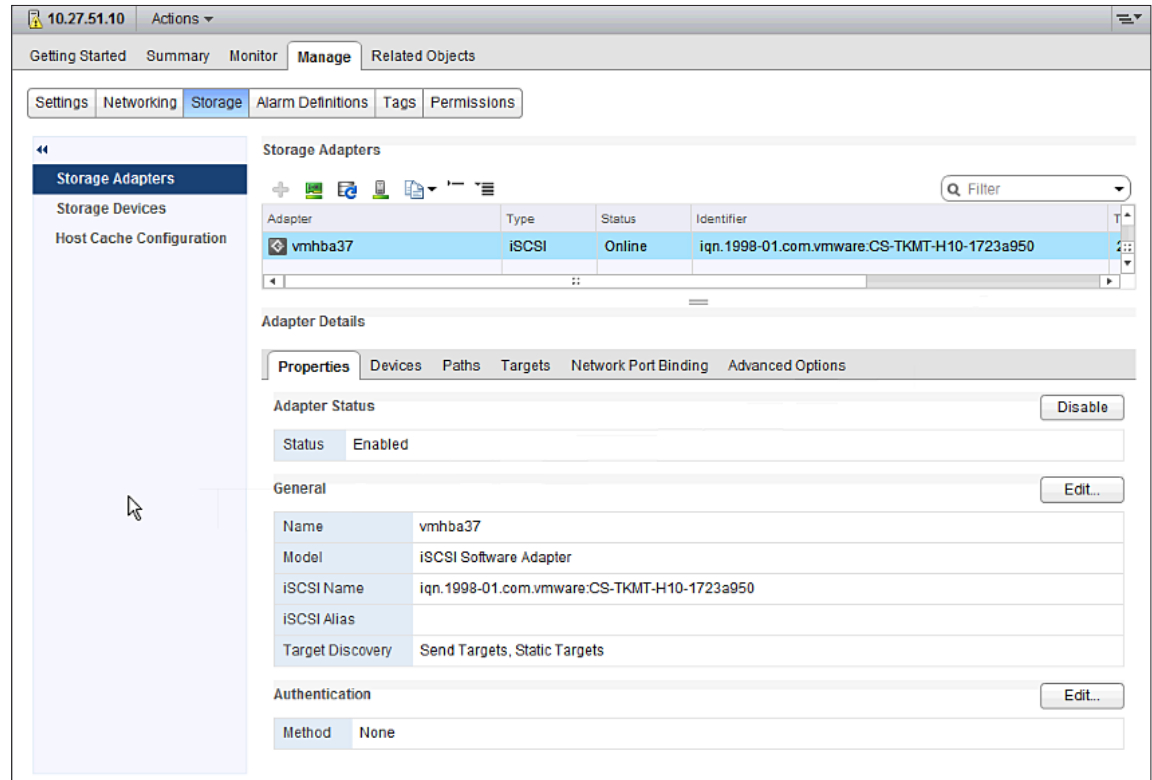 10.27.51.10 Actions
Getting Started Summary Monitor Manage Related Objects
Settings Networking Storage Alarm Definitions Tags Permissions
Storage Adapters
Storage Devices
Host Cache Configuration
Storage Adapters
Filter
Adapter Type Status Identifier T
vmhba37 iSCSI Online iqn.1998-01.com.vmware:CS-TKMT-H10-1723a950
Adapter Details
Properties Devices Paths Targets Network Port Binding Advanced Options
Adapter Status Disable
Status Enabled
General Edit...
Name vmhba37
Model iSCSI Software Adapter
iSCSI Name iqn.1998-01.com.vmware:CS-TKMT-H10-1723a950
iSCSI Alias
Target Discovery Send Targets, Static Targets
Authentication Edit...
Method None